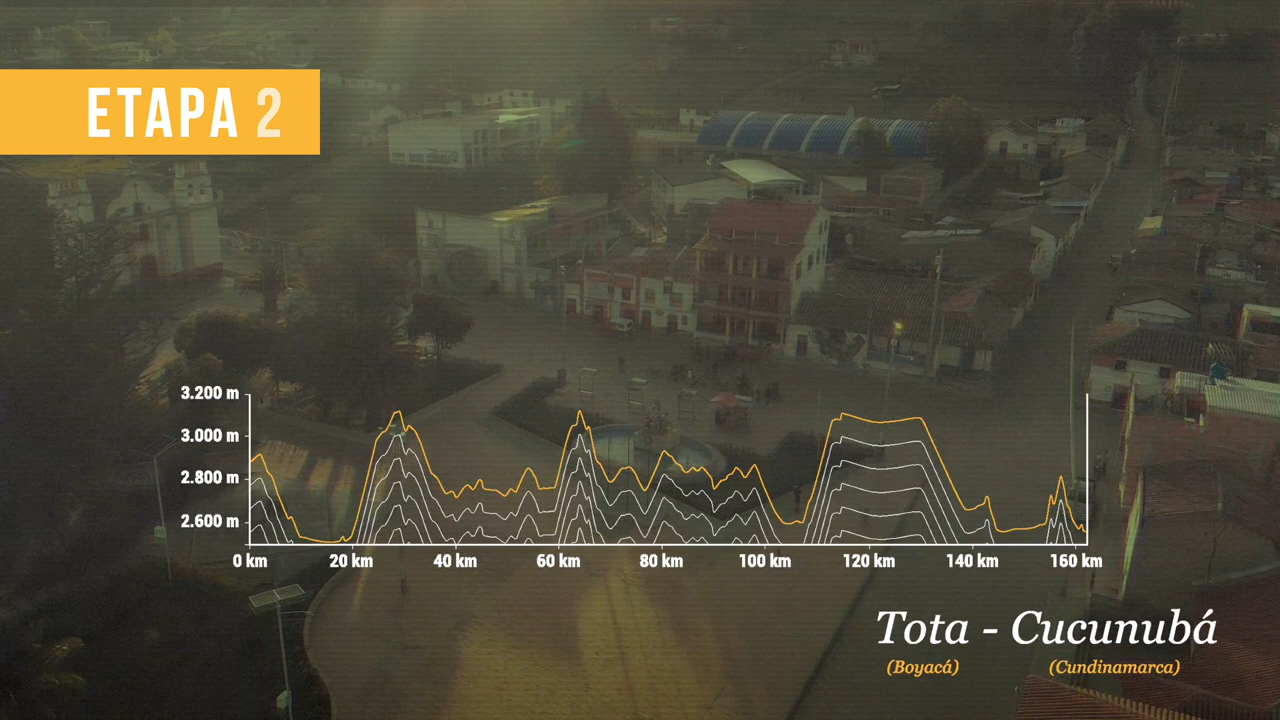 ETAPA 2
3.200 m
3.000 m
2.800 m
2.600 m
0 km 20 km 40 km 60 km 80 km 100 km 120 km 140 km 160 km
Tota - Cucunubá
(Boyacá) (Cundinamarca)